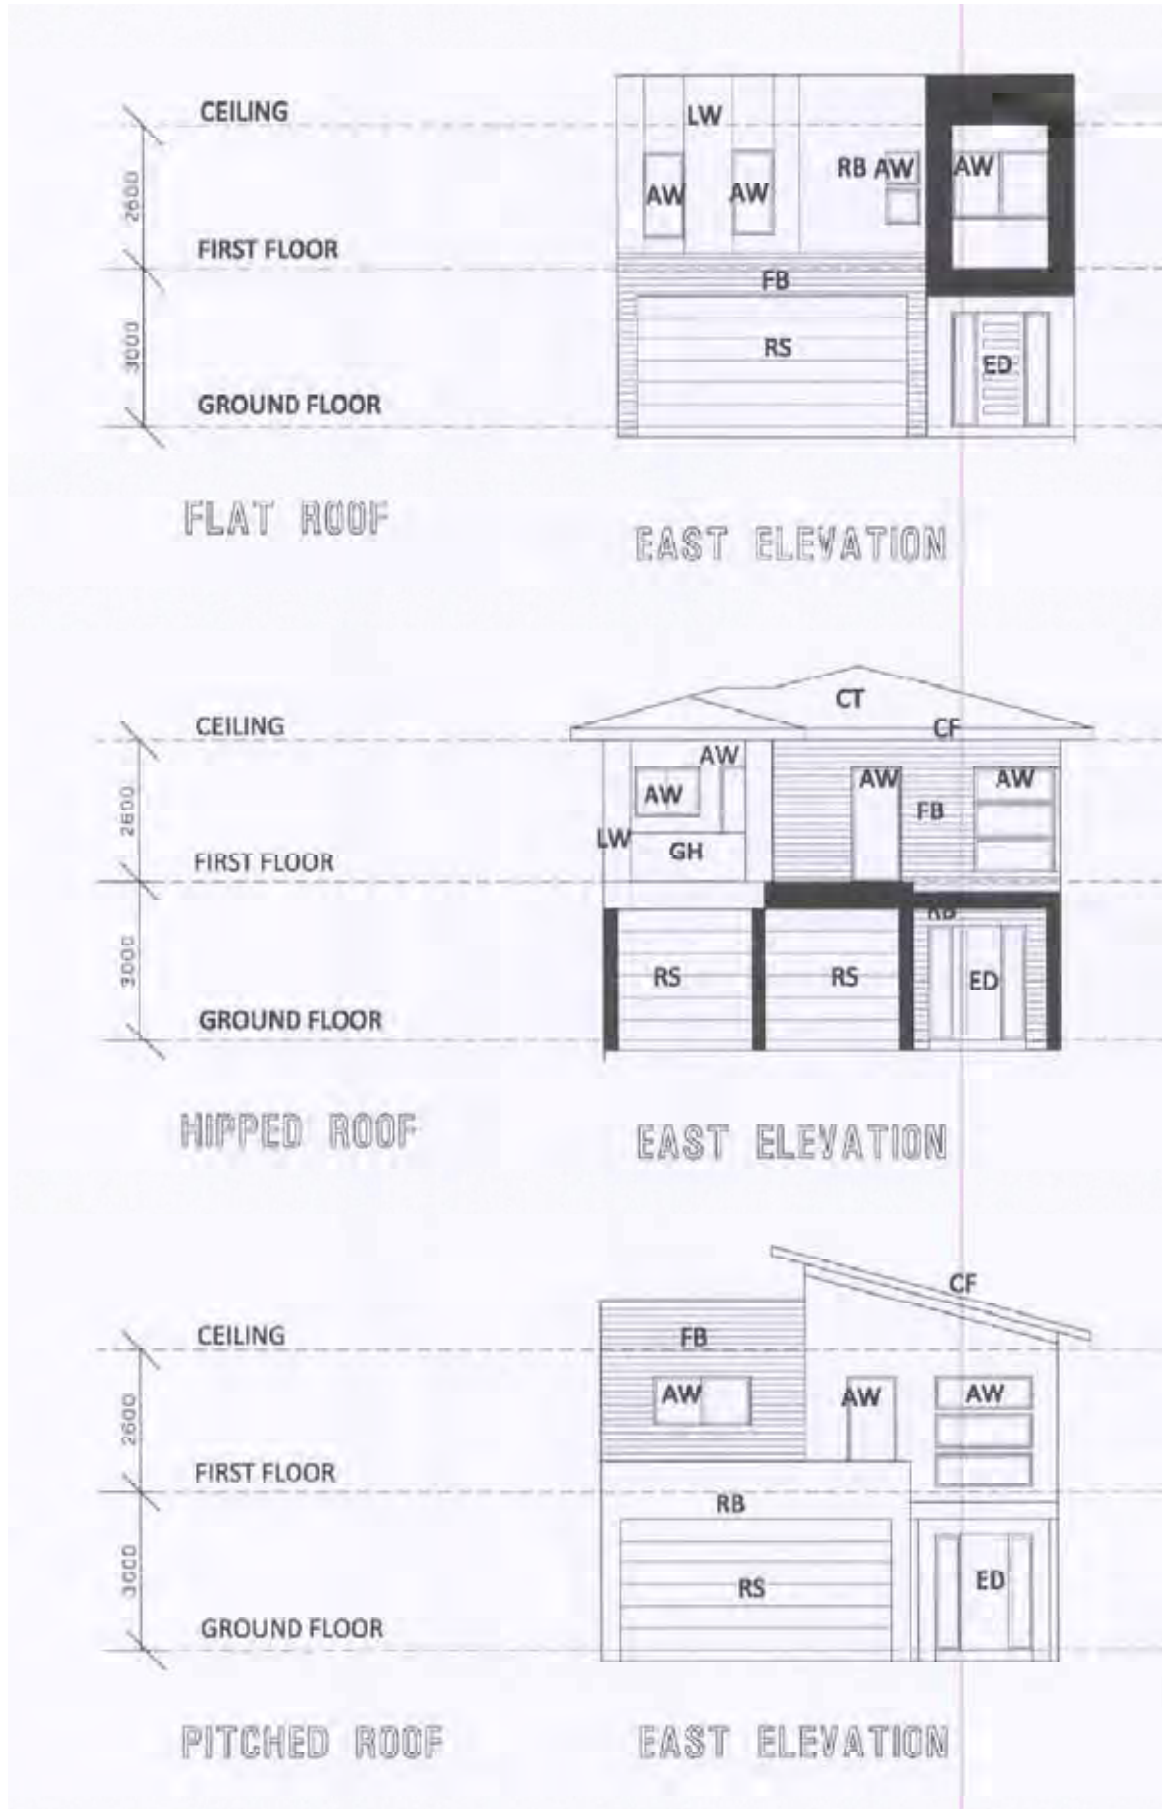 CEILING
LW
RB AW
AW
AW
AW
2600
FIRST FLOOR
FB
3000
RS
ED
GROUND FLOOR
FLAT ROOF
EAST ELEVATION
CT
CEILING
CF
AW
AW
AW
AW
2600
FB
LW
GH
FIRST FLOOR
RB
3000
RS
RS
ED
GROUND FLOOR
HIPPED ROOF
EAST ELEVATION
CF
CEILING
FB
AW
AW
AW
2600
FIRST FLOOR
RB
3000
RS
ED
GROUND FLOOR
PITCHED ROOF
EAST ELEVATION